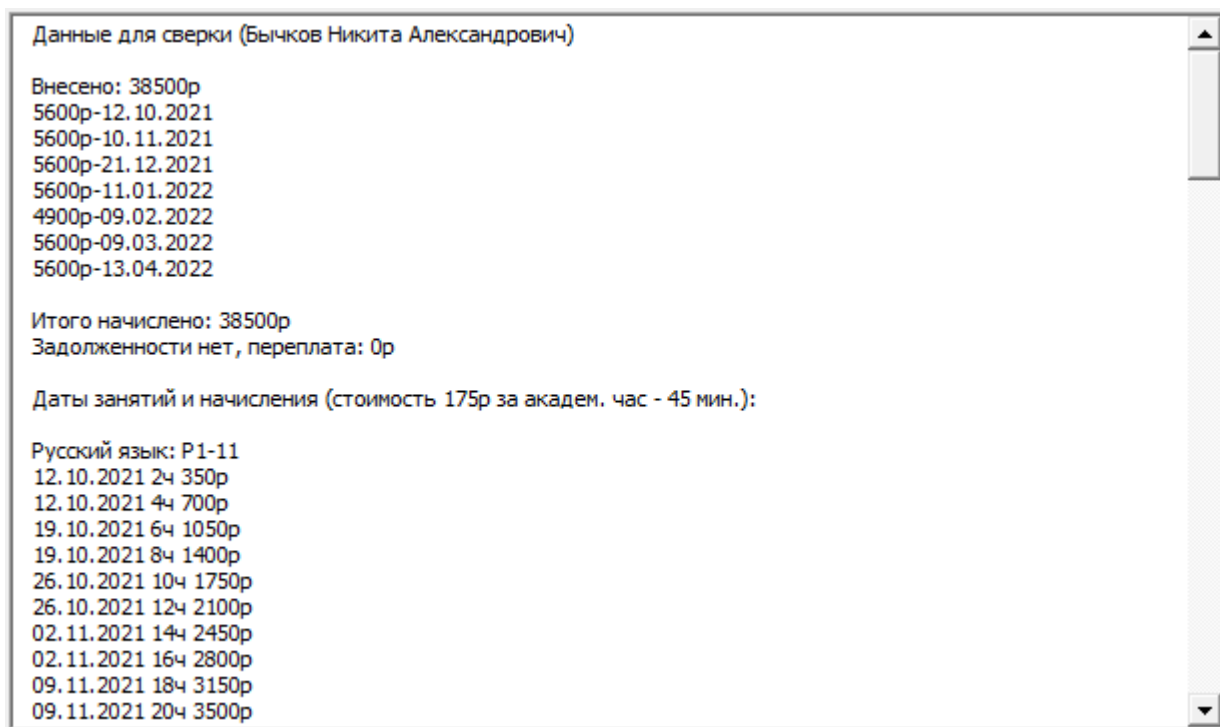 Данные для сверки (Бычков Никита Александрович)
Внесено: 38500р
5600р-12.10.2021
5600р-10.11.2021
5600р-21.12.2021
5600р-11.01.2022
4900р-09.02.2022
5600р-09.03.2022
5600р-13.04.2022
Итого начислено: 38500р
Задолженности нет, переплата: 0р
Даты занятий и начисления (стоимость 175р за академ. час - 45 мин.):
Русский язык: Р1-11
12.10.2021 2ч 350р
12.10.2021 4ч 700р
19.10.2021 6ч 1050р
19.10.2021 8ч 1400р
26.10.2021 10ч 1750р
26.10.2021 12ч 2100р
02.11.2021 14ч 2450р
02.11.2021 16ч 2800р
09.11.2021 18ч 3150р
09.11.2021 20ч 3500р